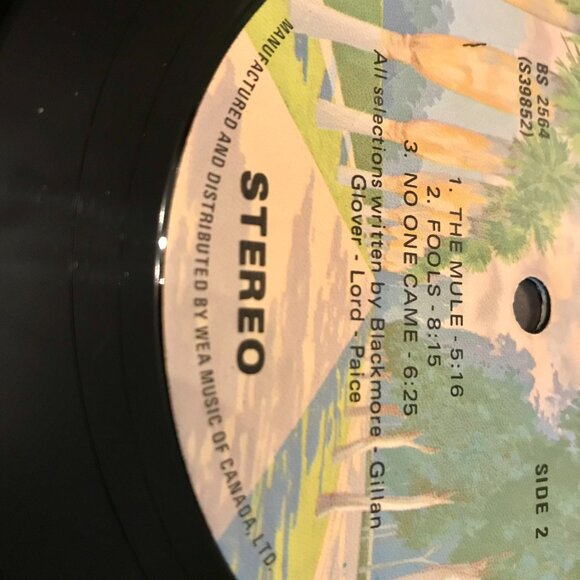 BS 2564
(S39852)
SIDE 2
1. THE MULE - 5:16
2. FOOLS - 8:15
3. NO ONE CAME - 6:25
All selections written by Blackmore - Gillan
Glover - Lord - Paice
STEREO
MANUFACTURED AND DISTRIBUTED BY WEA MUSIC OF CANADA, LTD.